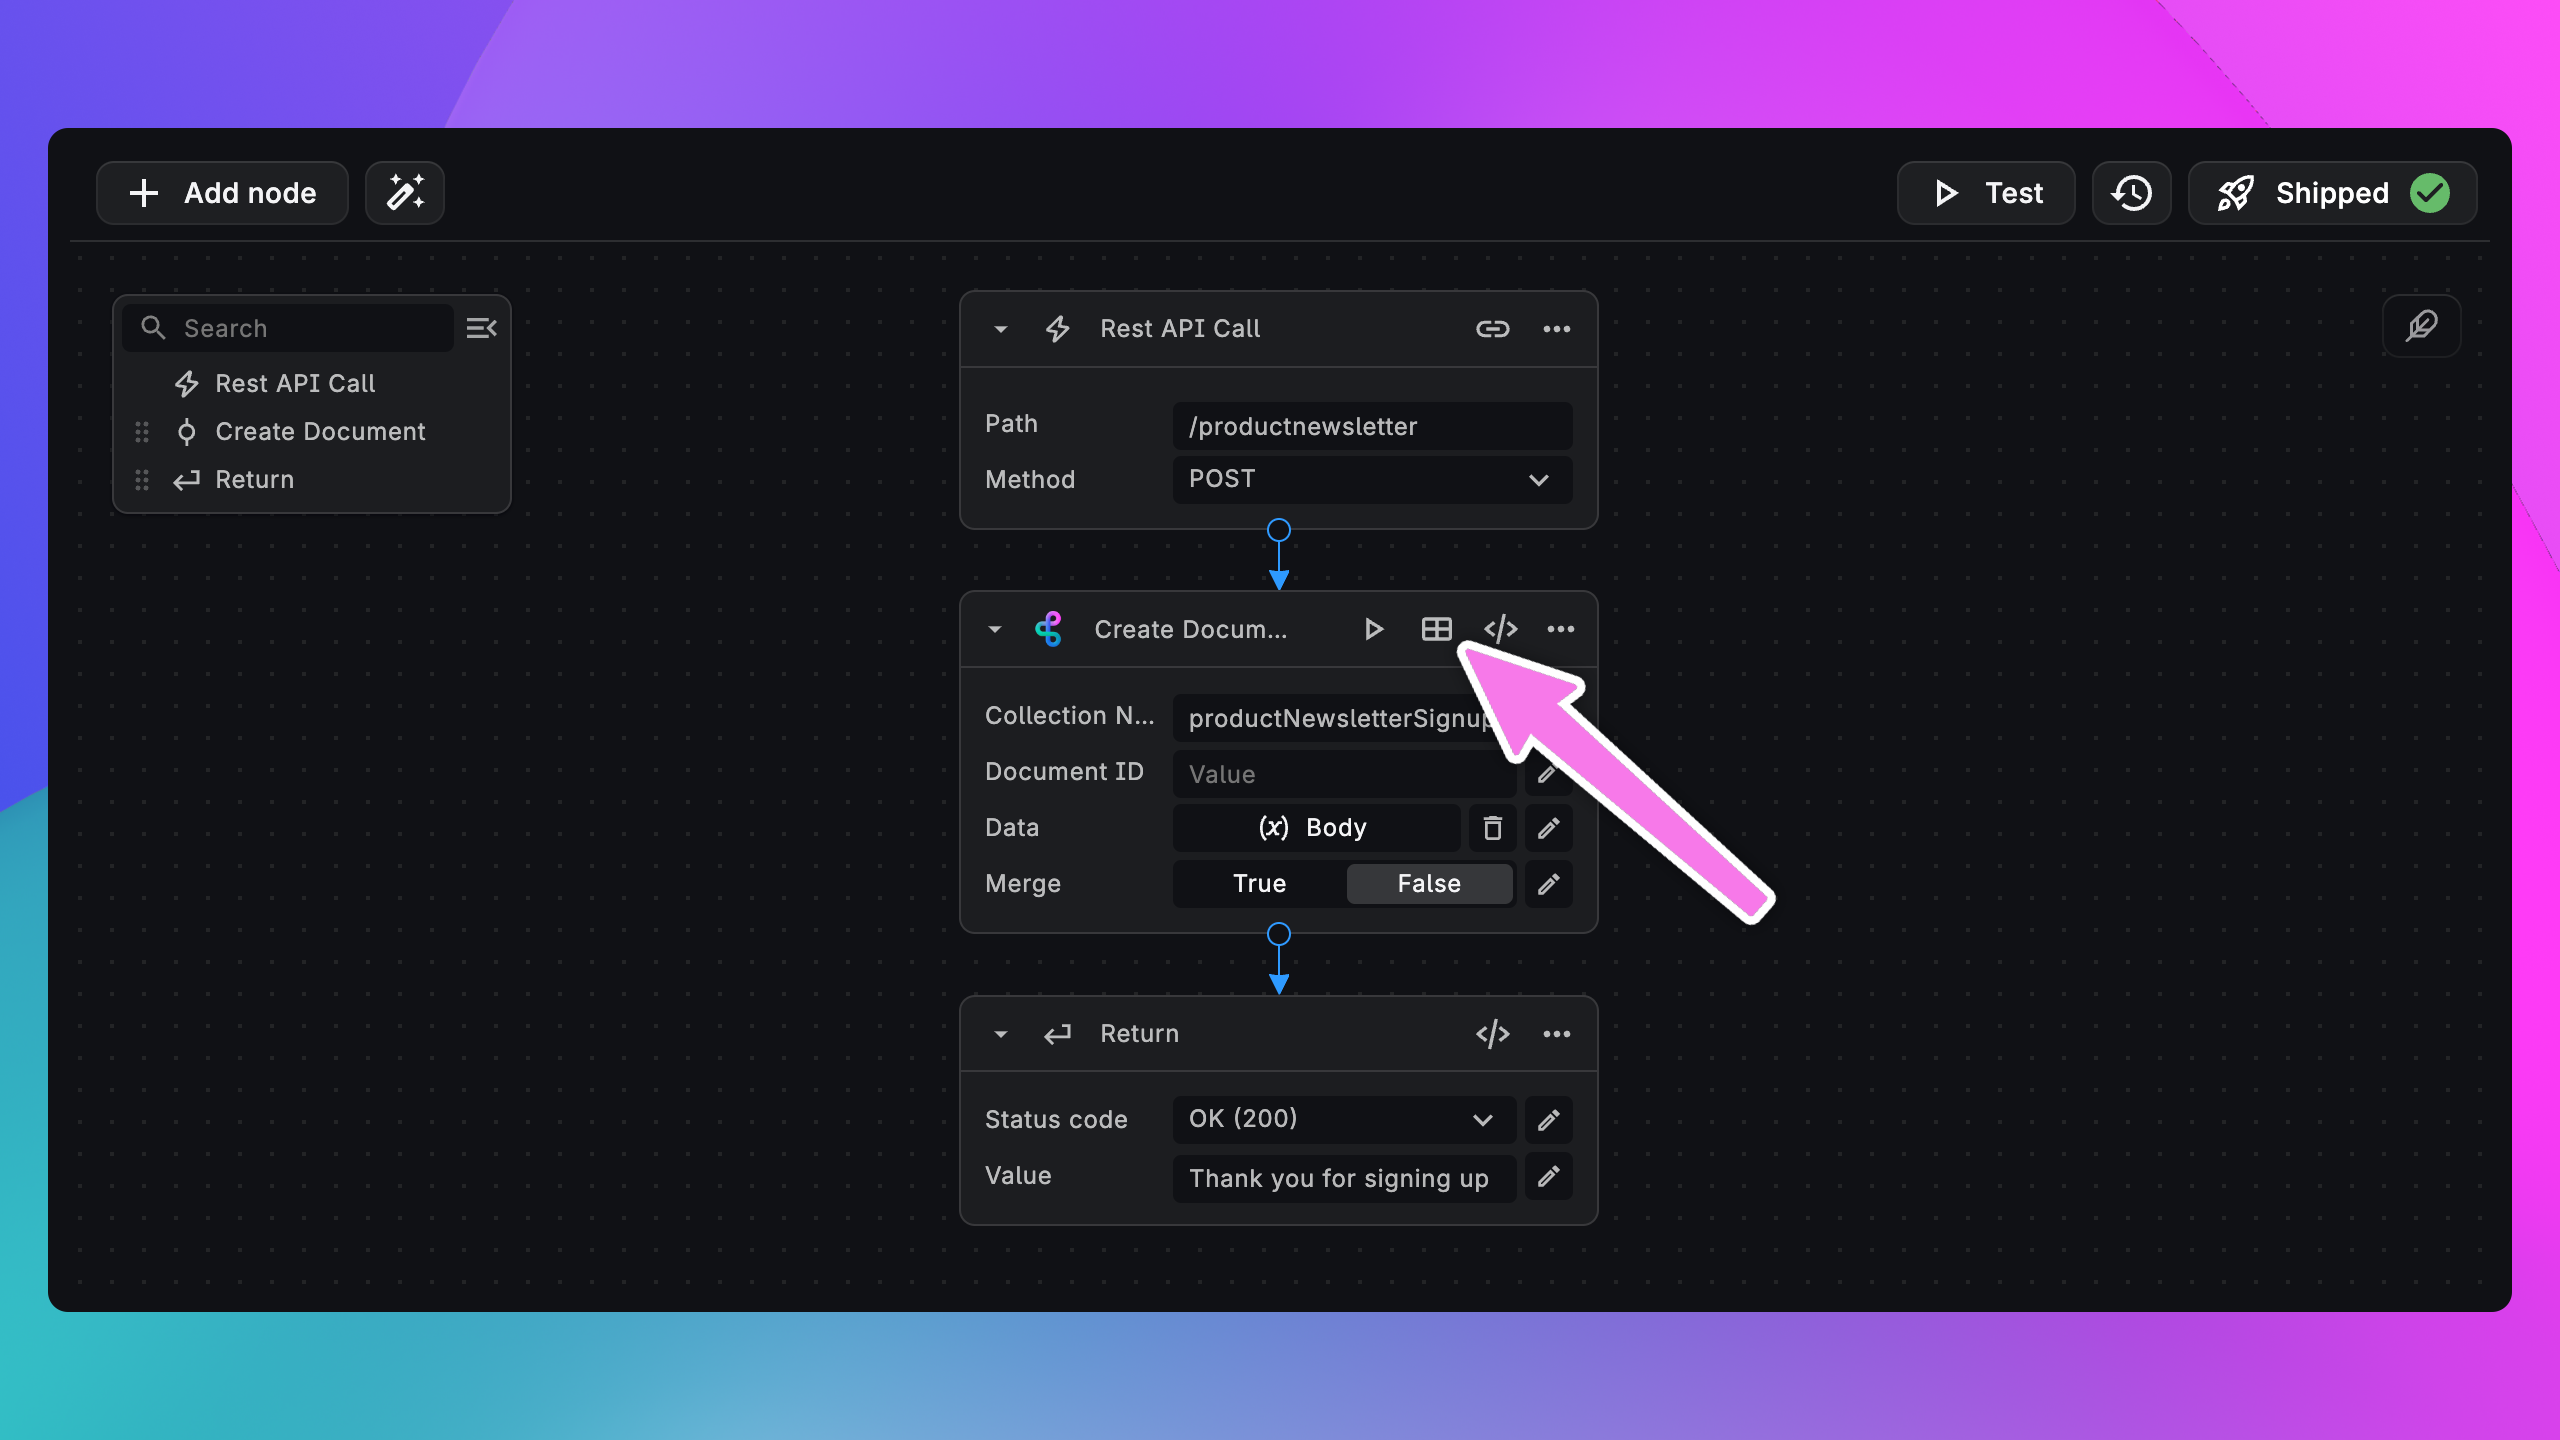 Add node
Test
Shipped
Search
Rest API Call
Create Document
Return
Rest API Call
Path
/productnewsletter
Method
POST
Create Docum...
Collection N...
productNewsletterSignup
Document ID
Value
Data
(x) Body
Merge
True
False
Return
Status code
OK (200)
Value
Thank you for signing up